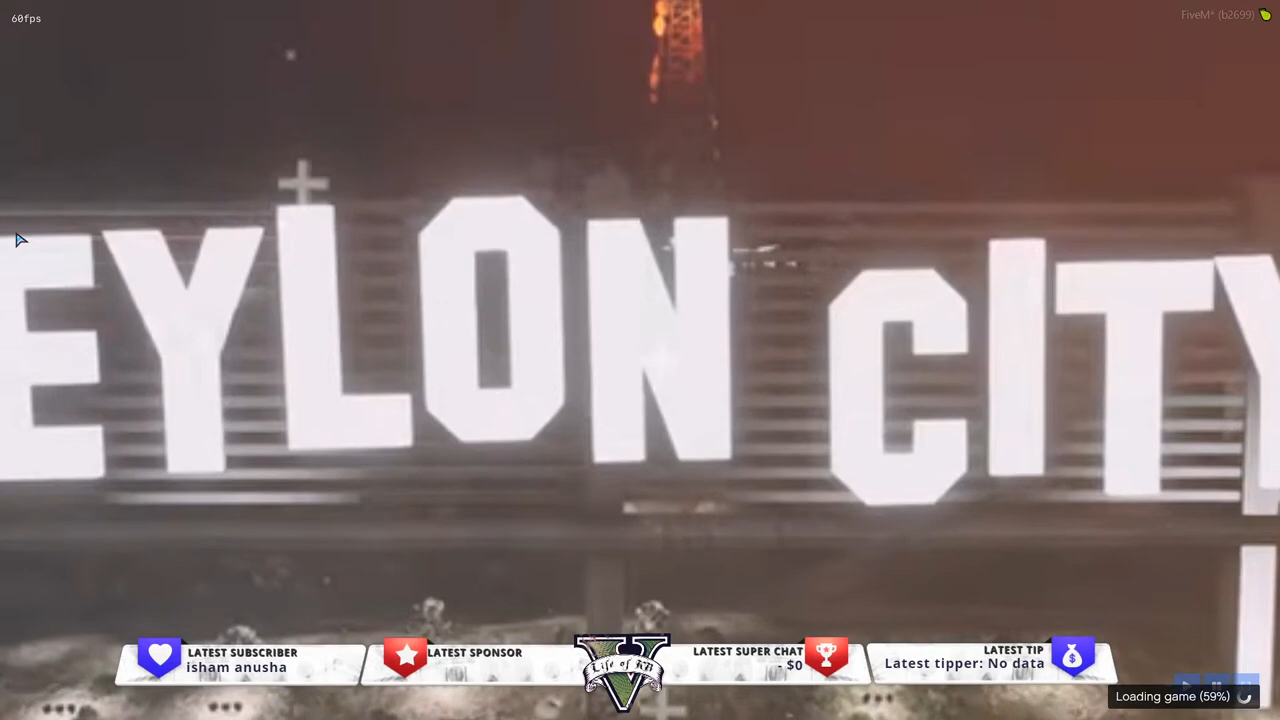 60fps
FiveM* (b2699)
EYLON CITY
LATEST SUBSCRIBER
isham anusha
LATEST SPONSOR
Life of KR
LATEST SUPER CHAT
- $0
LATEST TIP
Latest tipper: No data
Loading game (59%)